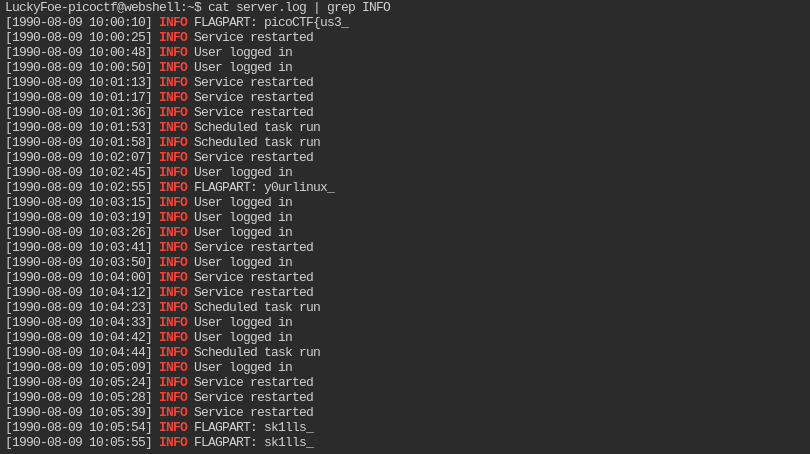 LuckyFoe-picoctf@webshell:~$ cat server.log | grep INFO
[1990-08-09 10:00:10] INFO FLAGPART: picoCTF{us3_
[1990-08-09 10:00:25] INFO Service restarted
[1990-08-09 10:00:48] INFO User logged in
[1990-08-09 10:00:50] INFO User logged in
[1990-08-09 10:01:13] INFO Service restarted
[1990-08-09 10:01:17] INFO Service restarted
[1990-08-09 10:01:36] INFO Service restarted
[1990-08-09 10:01:53] INFO Scheduled task run
[1990-08-09 10:01:58] INFO Scheduled task run
[1990-08-09 10:02:07] INFO Service restarted
[1990-08-09 10:02:45] INFO User logged in
[1990-08-09 10:02:55] INFO FLAGPART: y0urlinux_
[1990-08-09 10:03:15] INFO User logged in
[1990-08-09 10:03:19] INFO User logged in
[1990-08-09 10:03:26] INFO User logged in
[1990-08-09 10:03:41] INFO Service restarted
[1990-08-09 10:03:50] INFO User logged in
[1990-08-09 10:04:00] INFO Service restarted
[1990-08-09 10:04:12] INFO Service restarted
[1990-08-09 10:04:23] INFO Scheduled task run
[1990-08-09 10:04:33] INFO User logged in
[1990-08-09 10:04:42] INFO User logged in
[1990-08-09 10:04:44] INFO Scheduled task run
[1990-08-09 10:05:09] INFO User logged in
[1990-08-09 10:05:24] INFO Service restarted
[1990-08-09 10:05:28] INFO Service restarted
[1990-08-09 10:05:39] INFO Service restarted
[1990-08-09 10:05:54] INFO FLAGPART: sk1lls_
[1990-08-09 10:05:55] INFO FLAGPART: sk1lls_